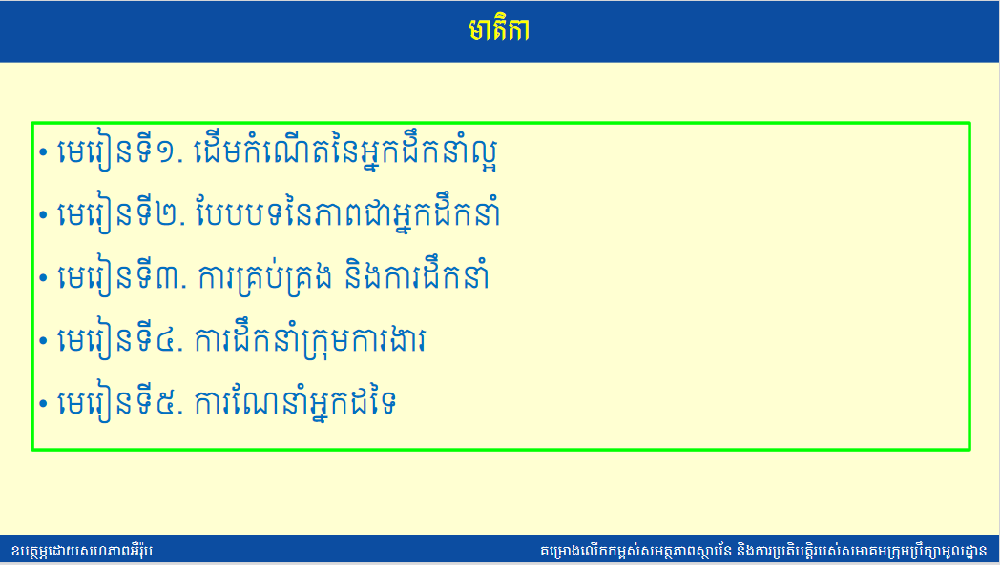 មាតិកា
• មេរៀនទី១. ដើមកំណើតនៃអ្នកដឹកនាំល្អ
• មេរៀនទី២. បែបបទនៃភាពជាអ្នកដឹកនាំ
• មេរៀនទី៣. ការគ្រប់គ្រង និងការដឹកនាំ
• មេរៀនទី៤. ការដឹកនាំក្រុមការងារ
• មេរៀនទី៥. ការណែនាំអ្នកដទៃ
ឧបត្ថម្ភដោយសហភាពអឺរ៉ុប
គម្រោងលើកកម្ពស់សមត្ថភាពស្ថាប័ន និងការប្រតិបត្តិរបស់សមាគមក្រុមប្រឹក្សាមូលដ្ឋាន